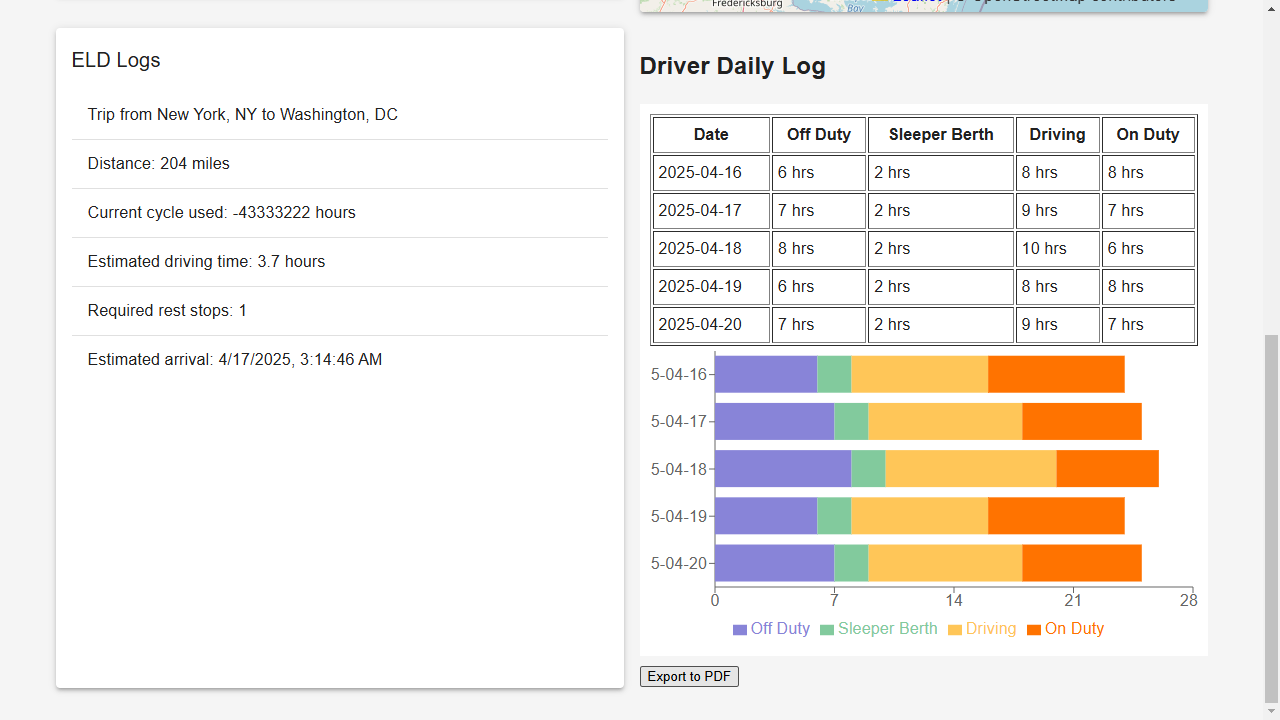 Fredericksburg
Bay
ELD Logs
Trip from New York, NY to Washington, DC
Distance: 204 miles
Current cycle used: -43333222 hours
Estimated driving time: 3.7 hours
Required rest stops: 1
Estimated arrival: 4/17/2025, 3:14:46 AM
Driver Daily Log
Date Off Duty Sleeper Berth Driving On Duty
2025-04-16 6 hrs 2 hrs 8 hrs 8 hrs
2025-04-17 7 hrs 2 hrs 9 hrs 7 hrs
2025-04-18 8 hrs 2 hrs 10 hrs 6 hrs
2025-04-19 6 hrs 2 hrs 8 hrs 8 hrs
2025-04-20 7 hrs 2 hrs 9 hrs 7 hrs
5-04-16
5-04-17
5-04-18
5-04-19
5-04-20
0 7 14 21 28
Off Duty Sleeper Berth Driving On Duty
Export to PDF